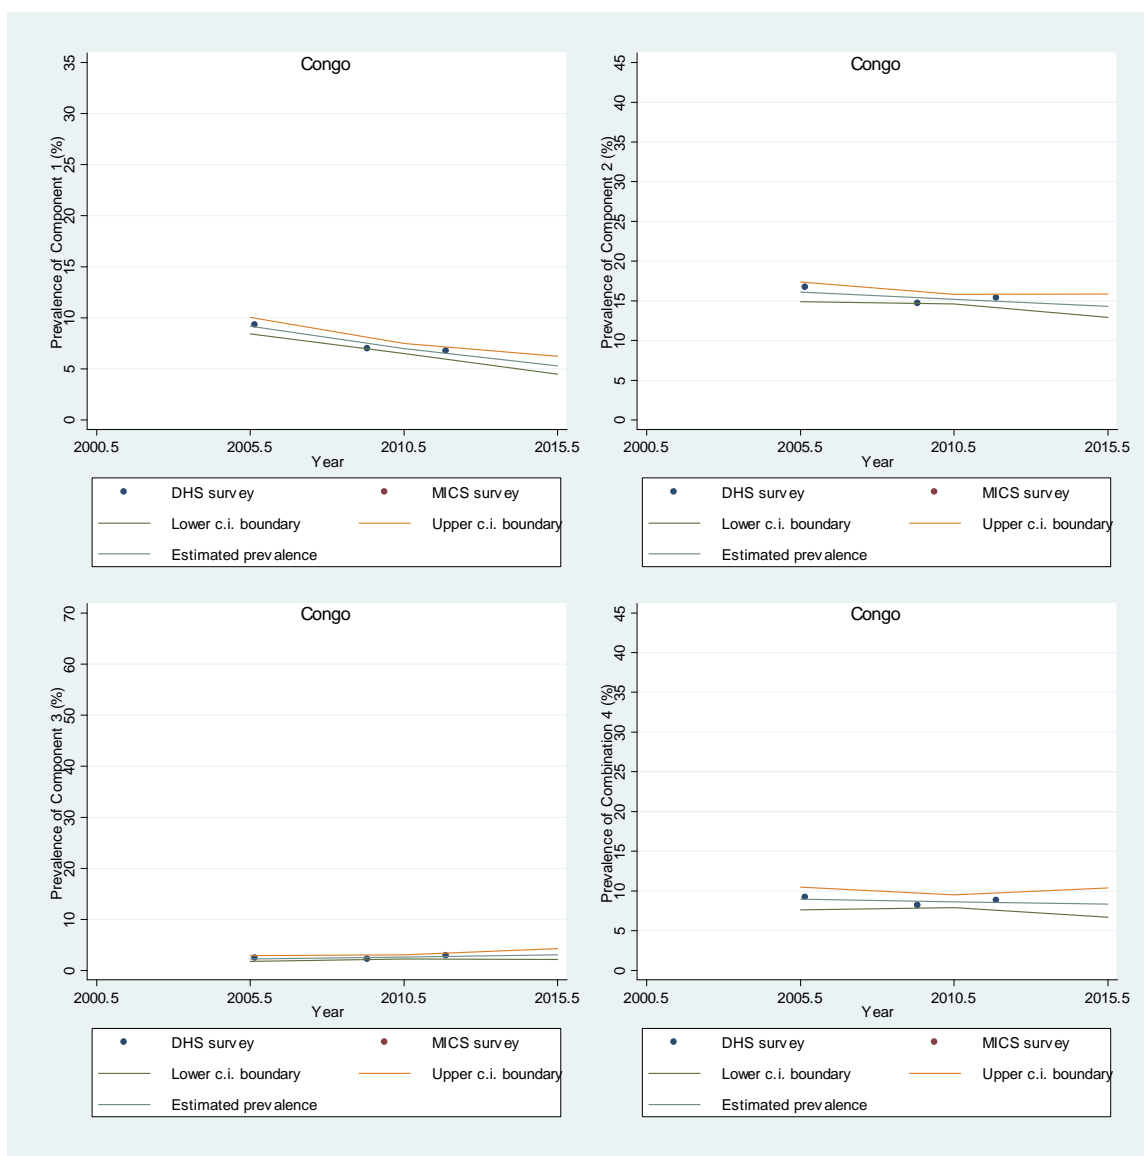 Congo
Prevalence of Component 1 (%)
35
30
25
20
15
10
5
0
2000.5 2005.5 2010.5 2015.5
Year
DHS survey MICS survey
Lower c.i. boundary Upper c.i. boundary
Estimated prevalence
Congo
Prevalence of Component 2 (%)
45
40
35
30
25
20
15
10
5
0
2000.5 2005.5 2010.5 2015.5
Year
DHS survey MICS survey
Lower c.i. boundary Upper c.i. boundary
Estimated prevalence
Congo
Prevalence of Component 3 (%)
70
60
50
40
30
20
10
0
2000.5 2005.5 2010.5 2015.5
Year
DHS survey MICS survey
Lower c.i. boundary Upper c.i. boundary
Estimated prevalence
Congo
Prevalence of Combination 4 (%)
45
40
35
30
25
20
15
10
5
0
2000.5 2005.5 2010.5 2015.5
Year
DHS survey MICS survey
Lower c.i. boundary Upper c.i. boundary
Estimated prevalence